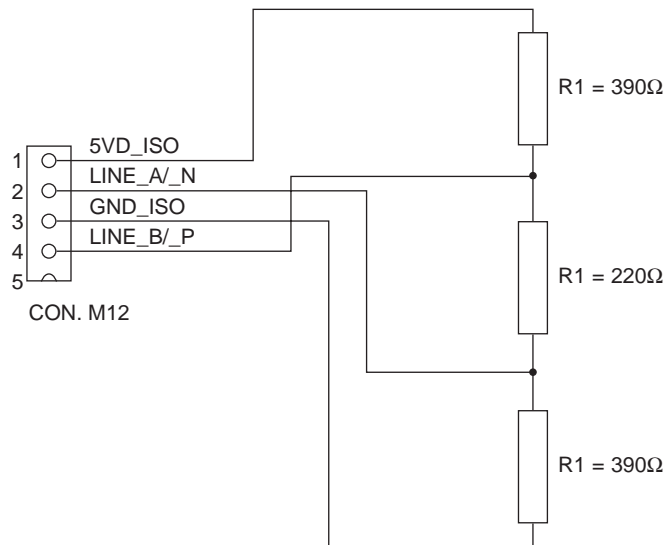 R1 = 390Ω
5VD_ISO
1
LINE_A/_N
2
GND_ISO
3
LINE_B/_P
4
5
R1 = 220Ω
CON. M12
R1 = 390Ω